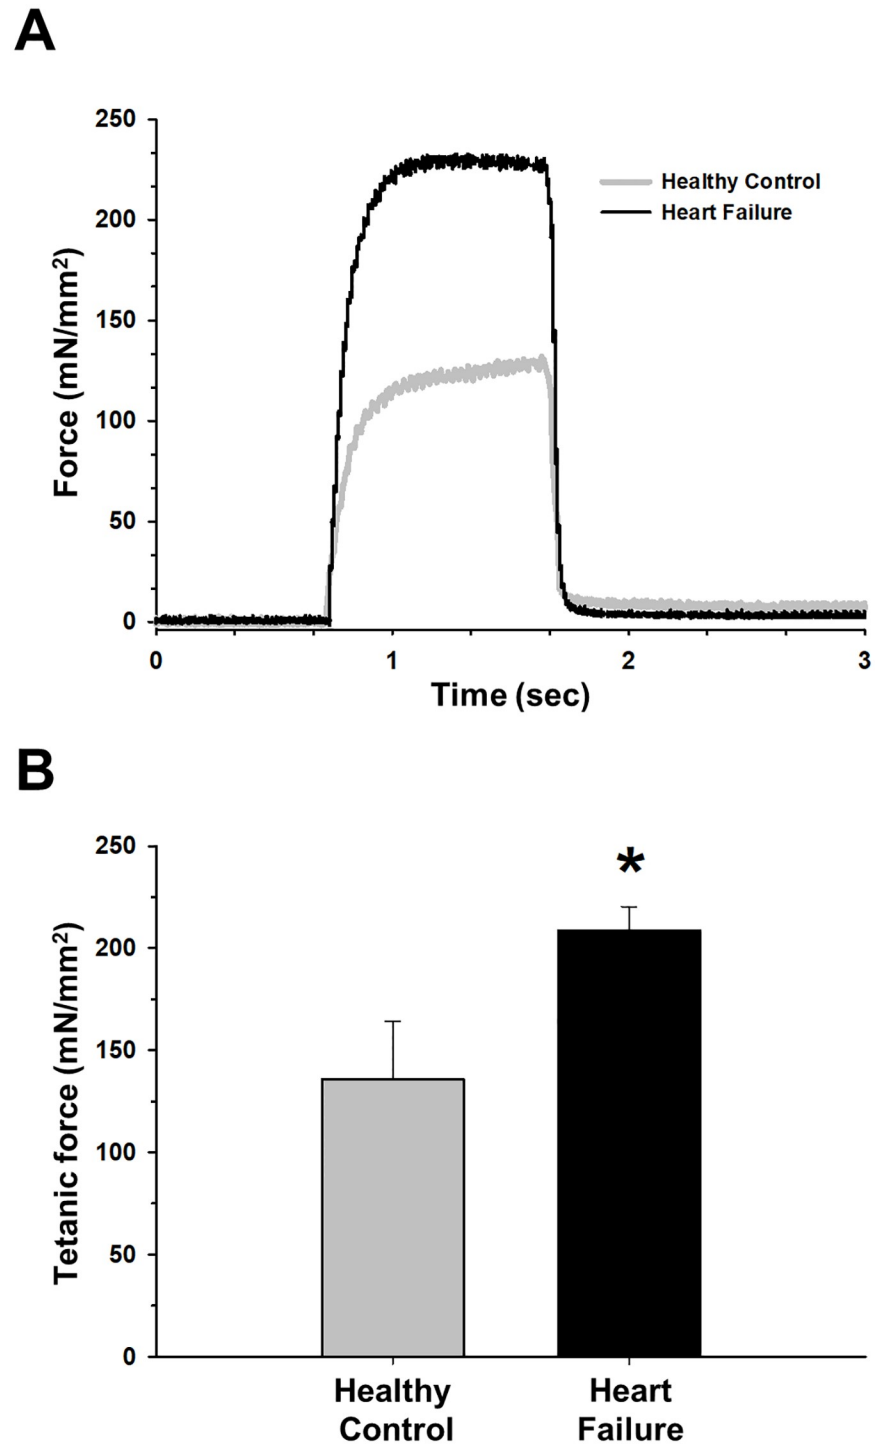 A
250
200
150
100
50
0
Force (mN/mm²)
Healthy Control
Heart Failure
0 1 2 3
Time (sec)
B
250
200
150
100
50
0
Tetanic force (mN/mm²)
*
Healthy Heart
Control Failure